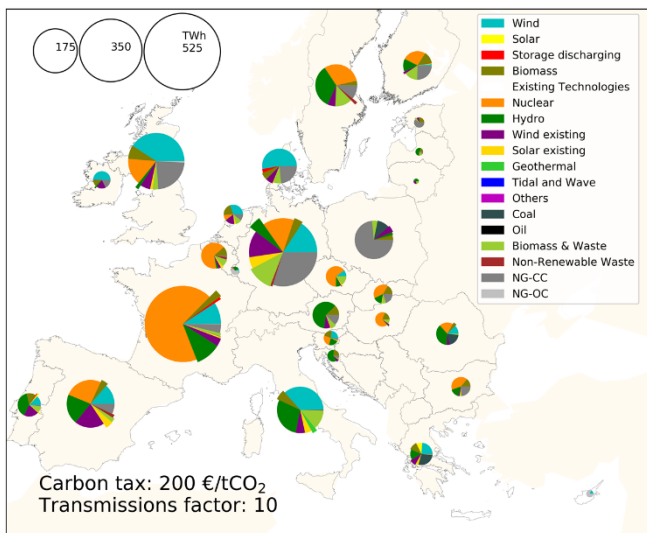 TWh
175 350 525
Wind
Solar
Storage discharging
Biomass
Existing Technologies
Nuclear
Hydro
Wind existing
Solar existing
Geothermal
Tidal and Wave
Others
Coal
Oil
Biomass & Waste
Non-Renewable Waste
NG-CC
NG-OC
Carbon tax: 200 €/tCO₂
Transmissions factor: 10